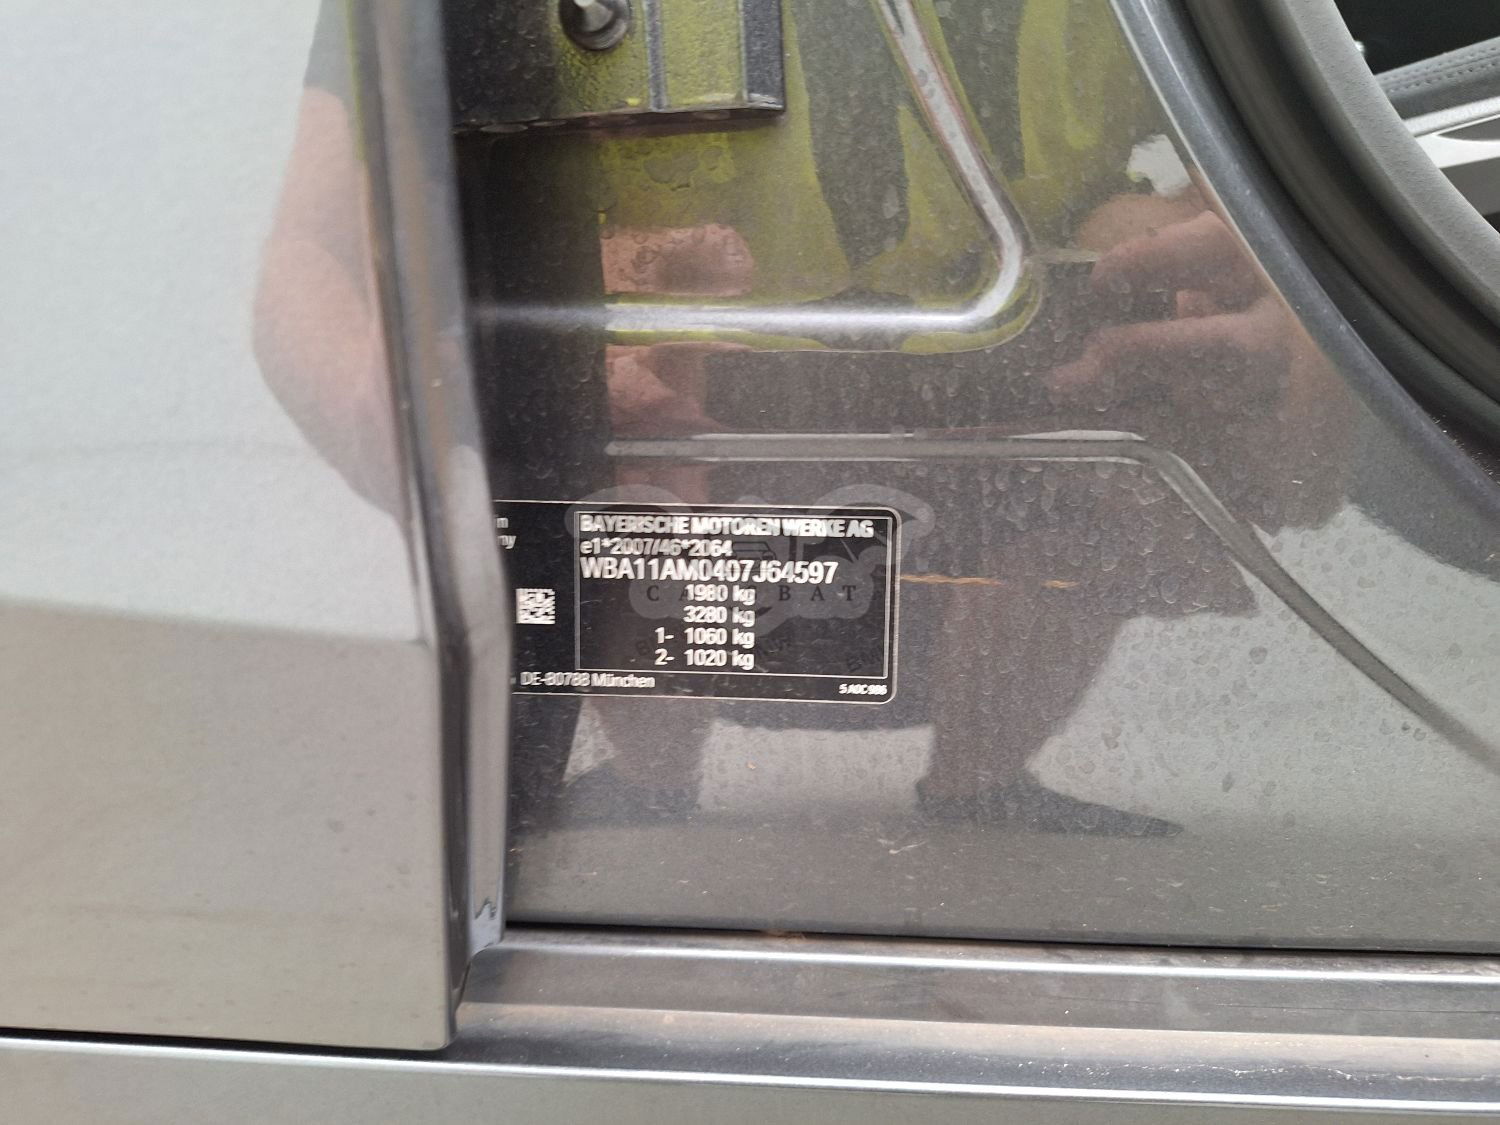 BAYERISCHE MOTOREN WERKE AG
e1*2007/46*2064
WBA11AM0407J64597
1980 kg
3280 kg
1- 1060 kg
2- 1020 kg
DE-80788 München